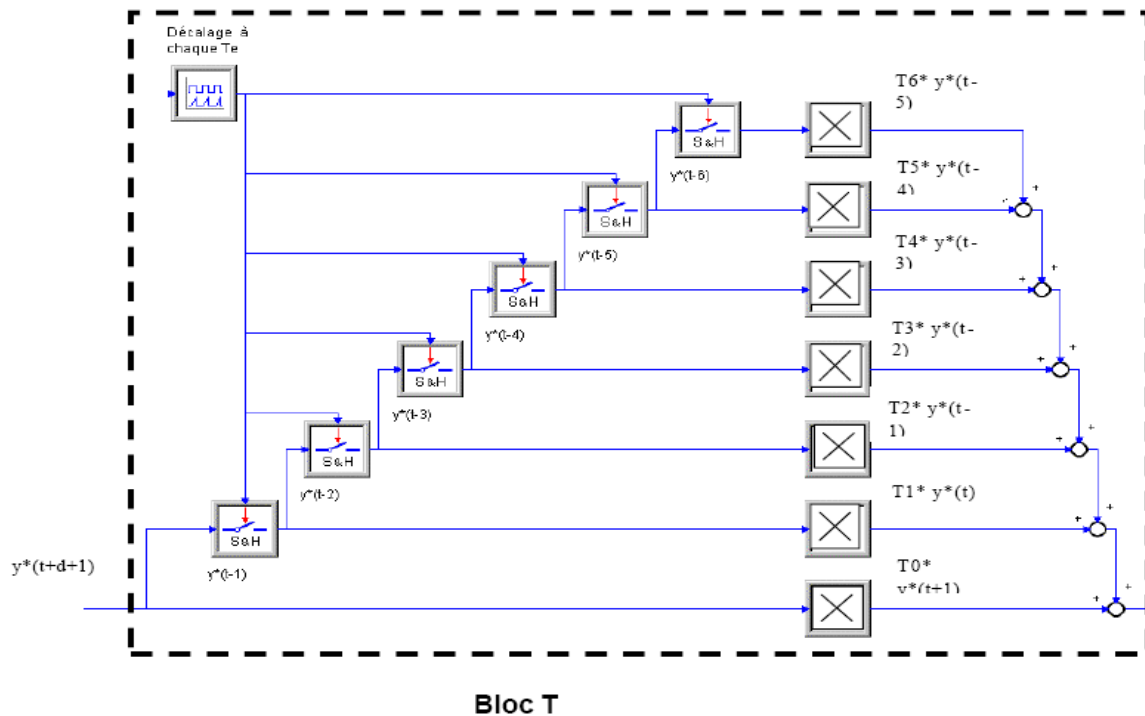 Décalage à
chaque Te
T6* y*(t-
5)
S&H
y*(t-6)
T5* y*(t-
4)
S&H
y*(t-5)
T4* y*(t-
3)
S&H
y*(t-4)
T3* y*(t-
2)
S&H
y*(t-3)
T2* y*(t-
1)
S&H
y*(t-2)
T1* y*(t)
S&H
y*(t-1)
y*(t+d+1)
T0*
y*(t+1)
+
+
+
+
+
+
+
+
+
+
+
+
Bloc T